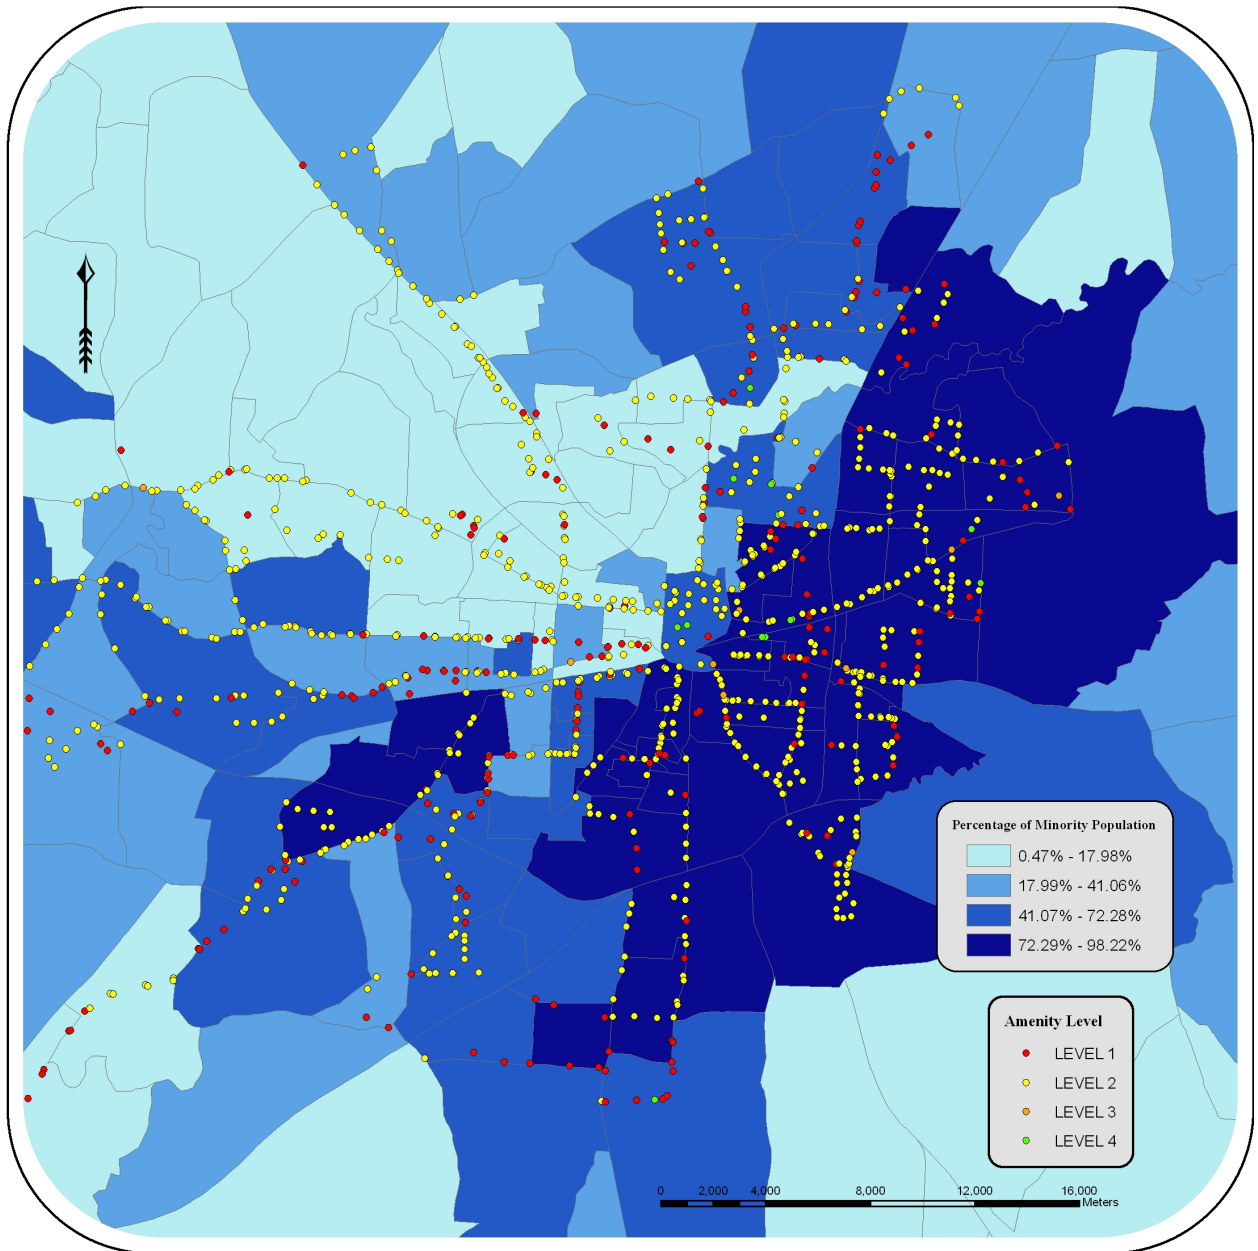 Percentage of Minority Population
0.47% - 17.98%
17.99% - 41.06%
41.07% - 72.28%
72.29% - 98.22%
Amenity Level
LEVEL 1
LEVEL 2
LEVEL 3
LEVEL 4
0 2,000 4,000 8,000 12,000 16,000
Meters